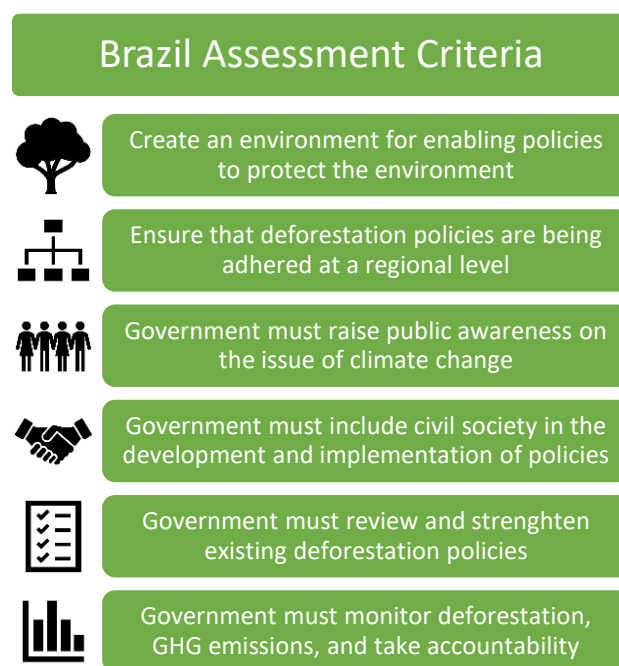 Brazil Assessment Criteria
Create an environment for enabling policies
to protect the environment
Ensure that deforestation policies are being
adhered at a regional level
Government must raise public awareness on
the issue of climate change
Government must include civil society in the
development and implementation of policies
Government must review and strenghten
existing deforestation policies
Government must monitor deforestation,
GHG emissions, and take accountability